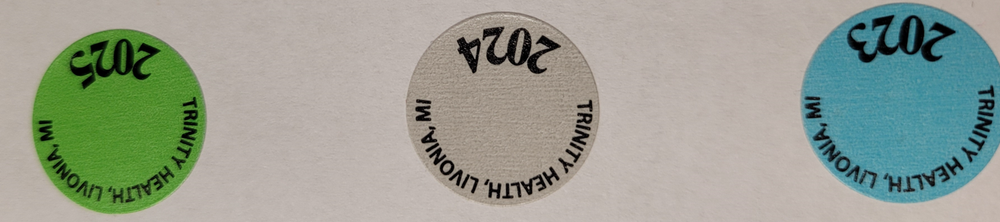 2025
TRINITY HEALTH, LIVONIA, MI
2024
TRINITY HEALTH, LIVONIA, MI
2023
TRINITY HEALTH, LIVONIA, MI